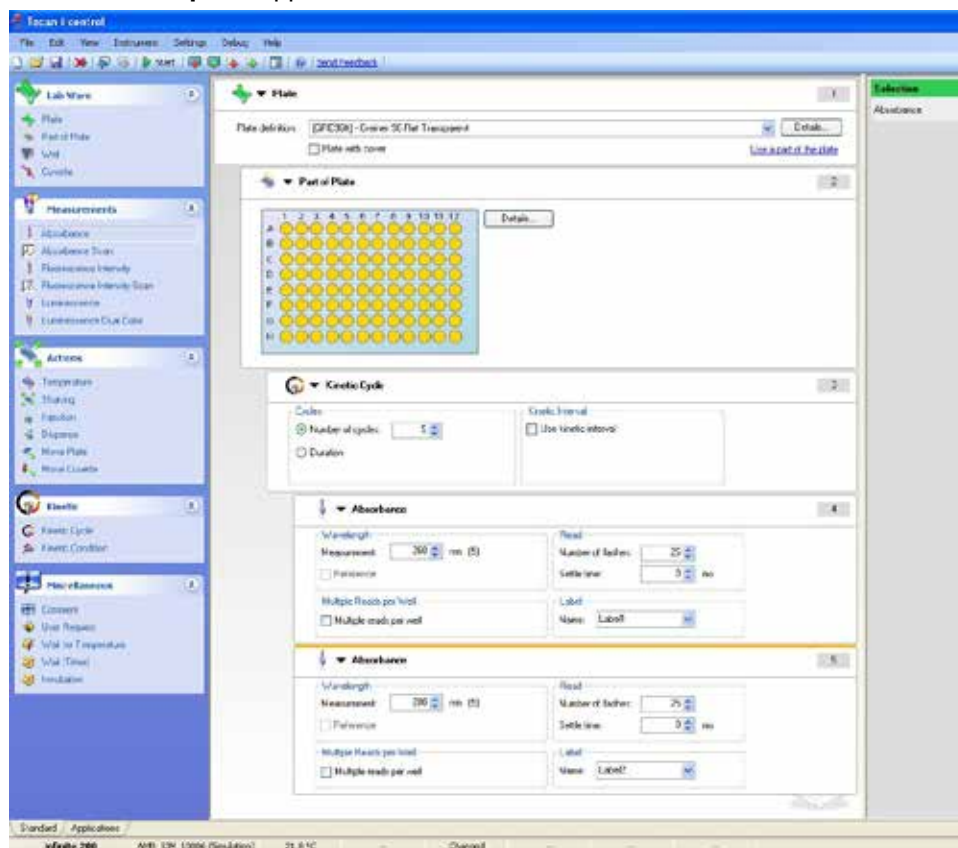 Tecan i-control
File Edit View Instrument Settings Debug Help
Start Send feedback
Lab Ware
Plate
Part of Plate
Well
Cuvette
Measurements
Absorbance
Absorbance Scan
Fluorescence Intensity
Fluorescence Intensity Scan
Luminescence
Luminescence Dual Color
Actions
Temperature
Shaking
Injection
Dispense
Move Plate
Move Cuvette
Kinetic
Kinetic Cycle
Kinetic Condition
Miscellaneous
Comment
User Request
Wait for Temperature
Wait (Timer)
Incubation
Plate 1
Plate definition: Details...
Plate with cover Use a part of the plate
Part of Plate 2
1 2 3 4 5 6 7 8 9 10 11 12
Details...
A
B
C
D
E
F
G
H
Kinetic Cycle 3
Cycles Kinetic Interval
Number of cycles: 5 Use kinetic interval
Duration
Absorbance 4
Wavelength Read
Measurement: 260 nm Number of flashes: 25
Reference Settle time: 0 ms
Multiple Reads per Well Label
Multiple reads per well Name: Label1
Absorbance 5
Wavelength Read
Measurement: 280 nm Number of flashes: 25
Reference Settle time: 0 ms
Multiple Reads per Well Label
Multiple reads per well Name: Label2
Selection
Absorbance
Standard Applications
infinite 200